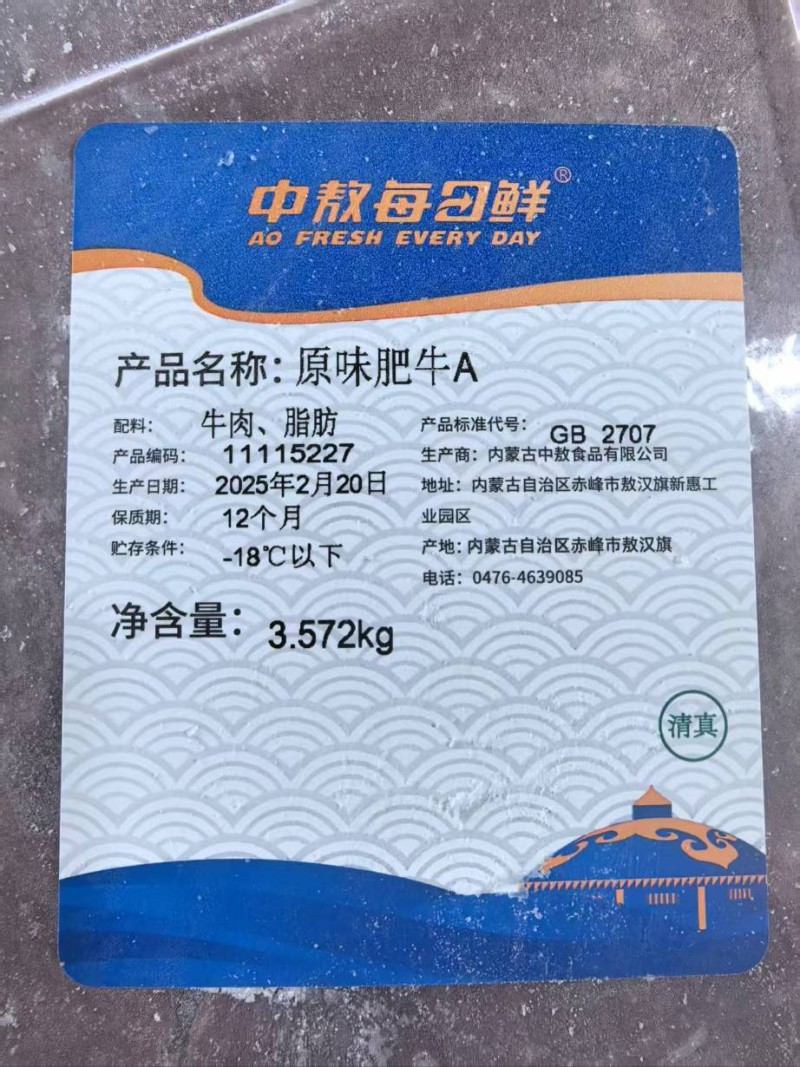 中敖每日鲜®
AO FRESH EVERY DAY
产品名称：原味肥牛A
配料： 牛肉、脂肪
产品编码： 11115227
生产日期： 2025年2月20日
保质期： 12个月
贮存条件： -18℃以下
净含量： 3.572kg
产品标准代号： GB 2707
生产商：内蒙古中敖食品有限公司
地址：内蒙古自治区赤峰市敖汉旗新惠工
业园区
产地：内蒙古自治区赤峰市敖汉旗
电话：0476-4639085
清真